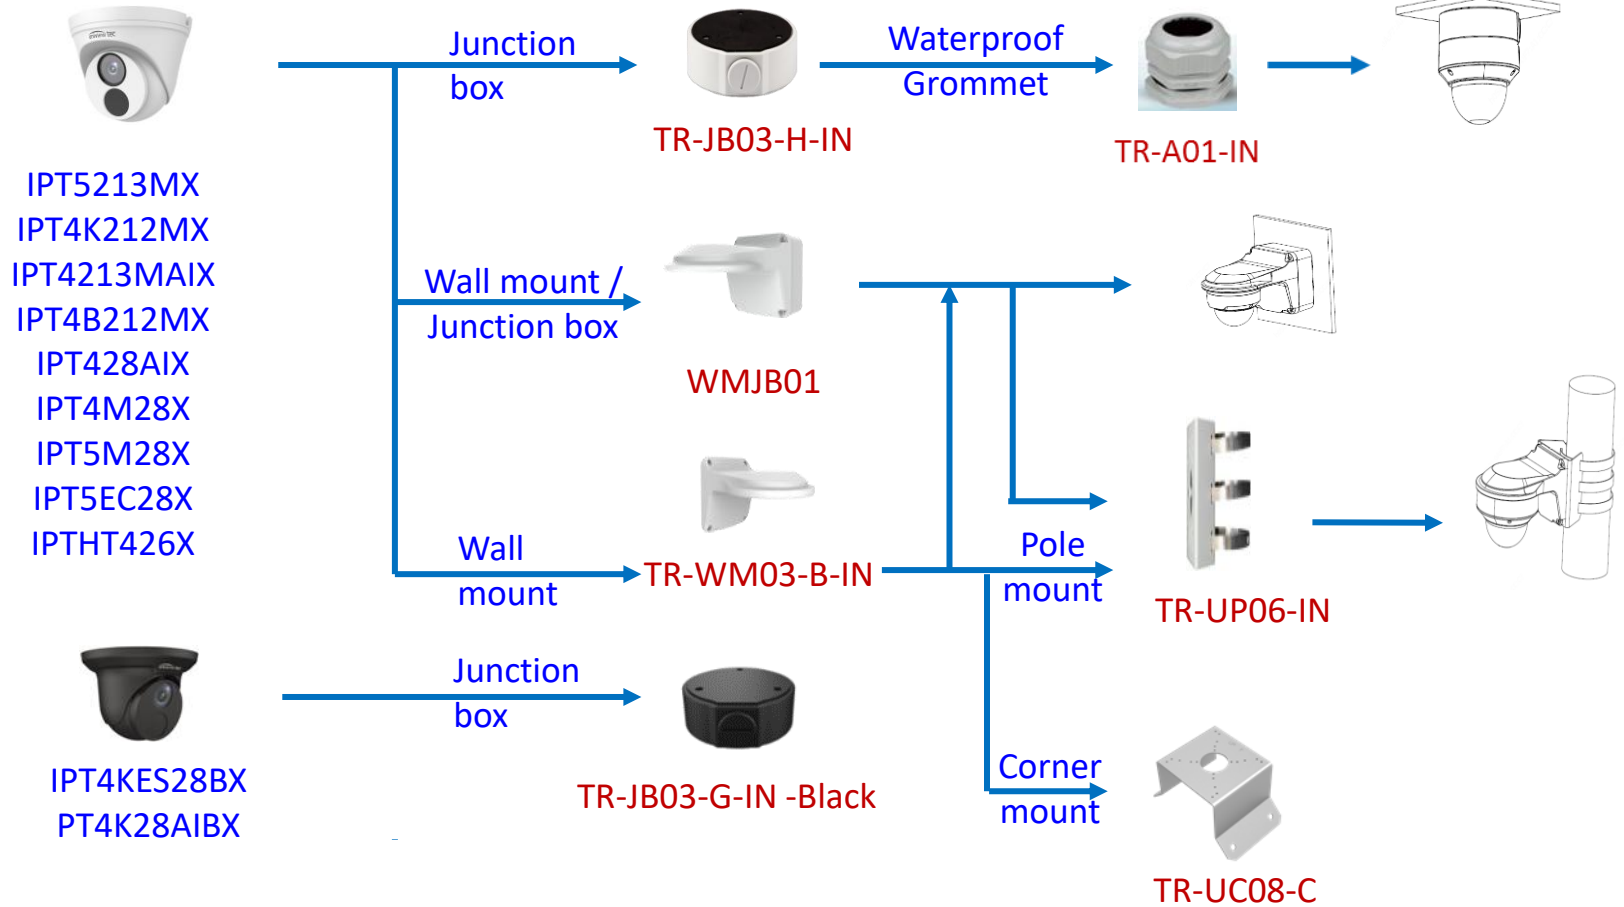 Junction
box
TR-JB03-H-IN
Waterproof
Grommet
TR-A01-IN
IPT5213MX
IPT4K212MX
IPT4213MAIX
IPT4B212MX
IPT428AIX
IPT4M28X
IPT5M28X
IPT5EC28X
IPTHT426X
Wall mount /
Junction box
WMJB01
Wall
mount
TR-WM03-B-IN
Pole
mount
TR-UP06-IN
IPT4KES28BX
PT4K28AIBX
Junction
box
TR-JB03-G-IN -Black
Corner
mount
TR-UC08-C